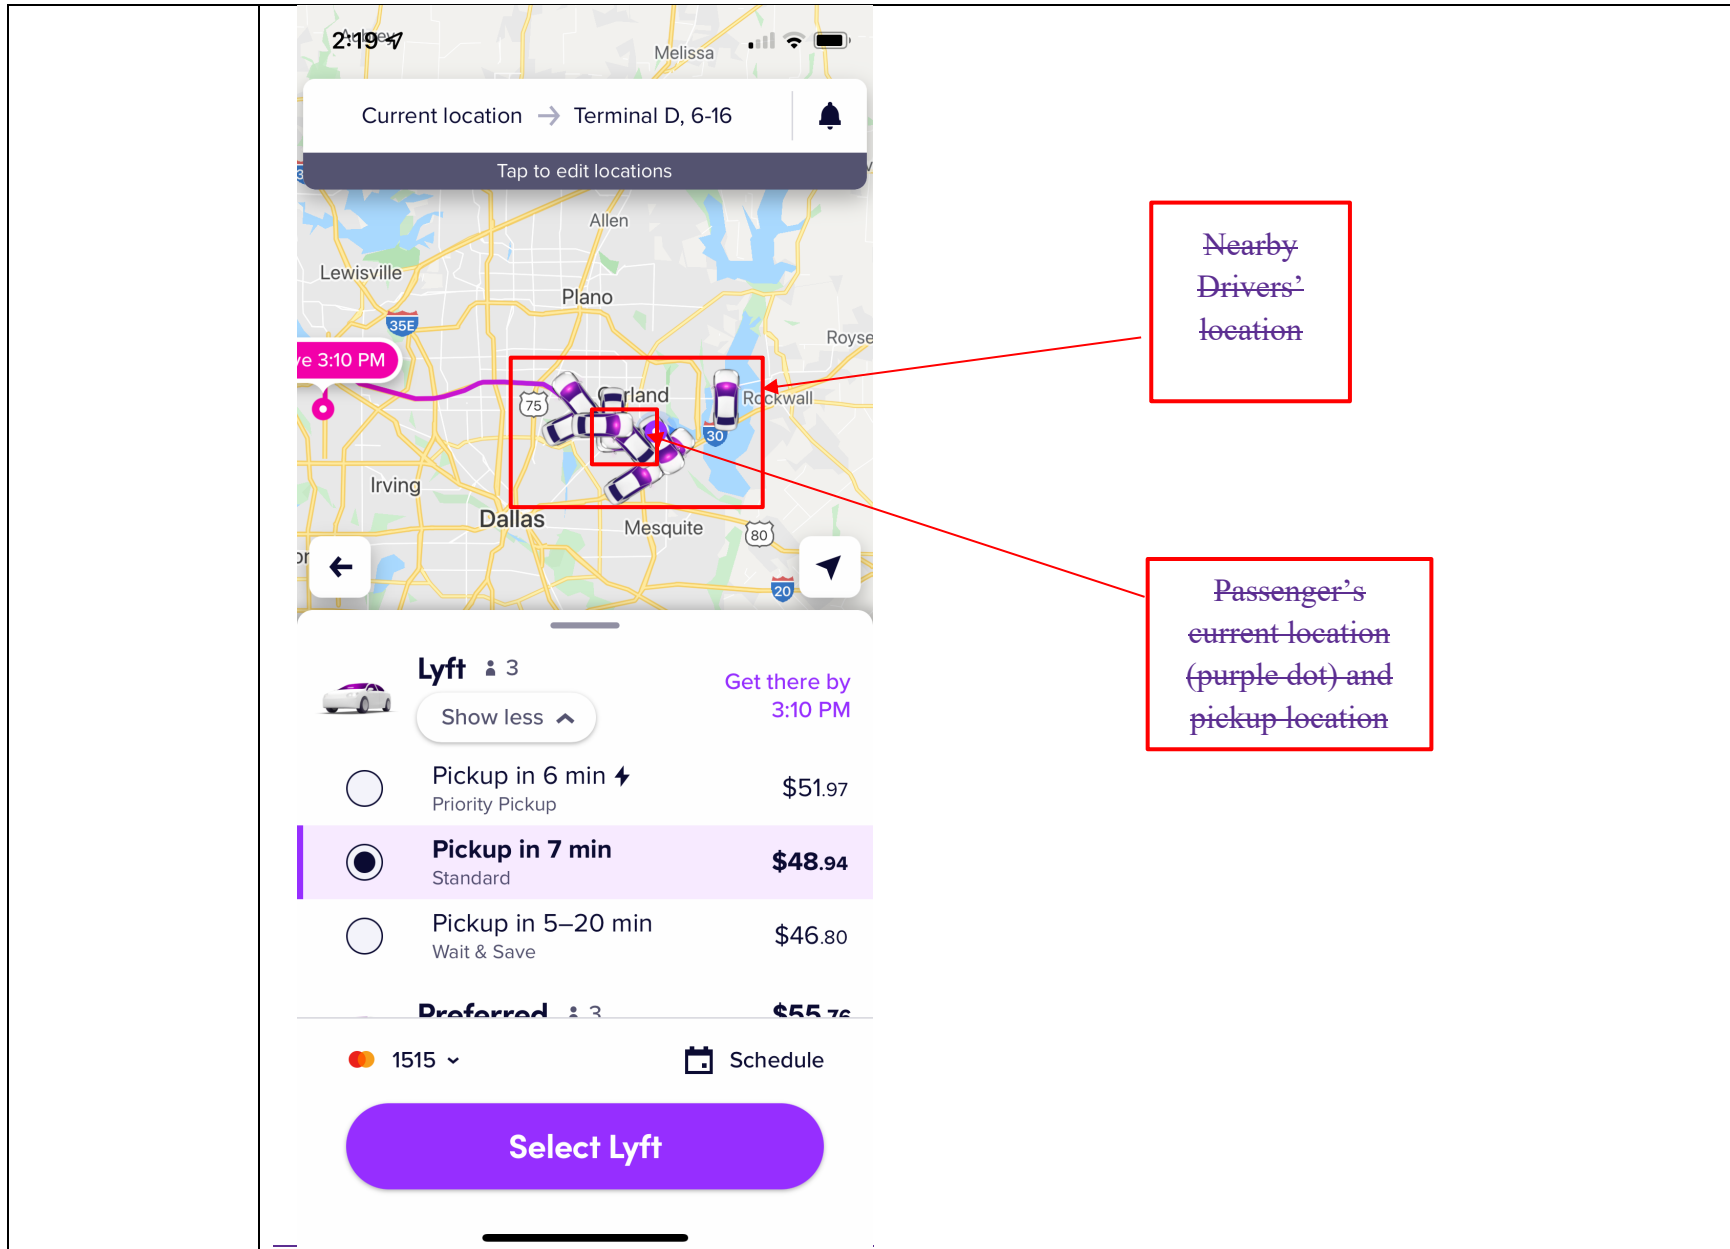 2:19
Melissa
Current location → Terminal D, 6-16
Tap to edit locations
Allen
Lewisville
Plano
35E
Royse
ve 3:10 PM
75
rland
Rockwall
30
Irving
Dallas
Mesquite
80
20
Nearby
Drivers’
location
Passenger’s
current location
(purple dot) and
pickup location
Lyft 3
Get there by
3:10 PM
Show less
Pickup in 6 min
Priority Pickup
$51.97
Pickup in 7 min
Standard
$48.94
Pickup in 5–20 min
Wait & Save
$46.80
Preferred 3
$55.76
1515
Schedule
Select Lyft